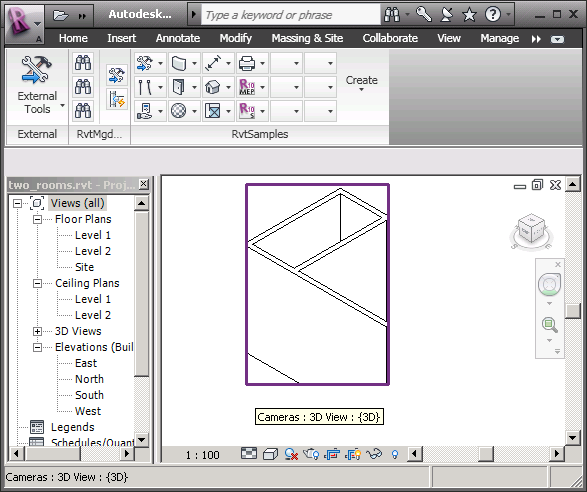 Autodesk... Type a keyword or phrase
Home Insert Annotate Modify Massing & Site Collaborate View Manage
External
Tools
Create
R10
MEP
R10
S
External RvtMgd... RvtSamples
two_rooms.rvt - Proj...
Views (all)
Floor Plans
Level 1
Level 2
Site
Ceiling Plans
Level 1
Level 2
3D Views
Elevations (Buil
East
North
South
West
Legends
Schedules/Quant
Cameras : 3D View : {3D}
1 : 100
Cameras : 3D View : {3D}